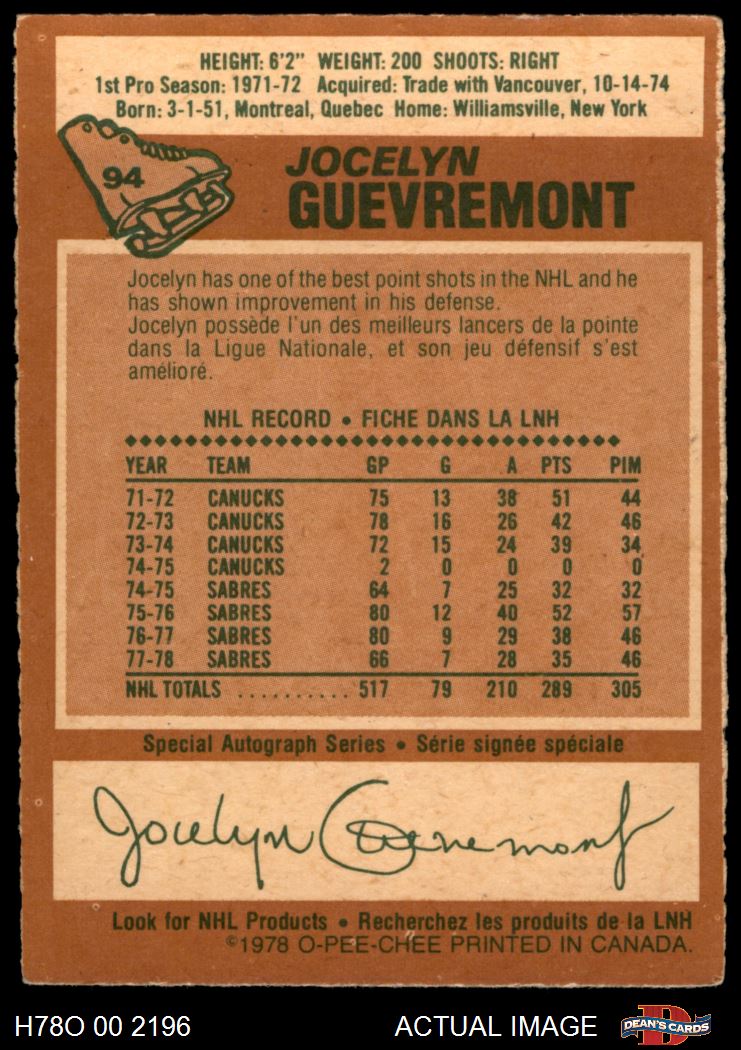 HEIGHT: 6'2" WEIGHT: 200 SHOOTS: RIGHT
1st Pro Season: 1971-72 Acquired: Trade with Vancouver, 10-14-74
Born: 3-1-51, Montreal, Quebec Home: Williamsville, New York
94
JOCELYN
GUEVREMONT
Jocelyn has one of the best point shots in the NHL and he
has shown improvement in his defense.
Jocelyn possède l'un des meilleurs lancers de la pointe
dans la Ligue Nationale, et son jeu défensif s'est
amélioré.
NHL RECORD • FICHE DANS LA LNH
YEAR TEAM GP G A PTS PIM
71-72 CANUCKS 75 13 38 51 44
72-73 CANUCKS 78 16 26 42 46
73-74 CANUCKS 72 15 24 39 34
74-75 CANUCKS 2 0 0 0 0
74-75 SABRES 64 7 25 32 32
75-76 SABRES 80 12 40 52 57
76-77 SABRES 80 9 29 38 46
77-78 SABRES 66 7 28 35 46
NHL TOTALS .......... 517 79 210 289 305
Special Autograph Series • Série signée spéciale
Jocelyn Guevremont
Look for NHL Products • Recherchez les produits de la LNH
©1978 O-PEE-CHEE PRINTED IN CANADA.
H78O 00 2196 ACTUAL IMAGE D DEAN'S CARDS